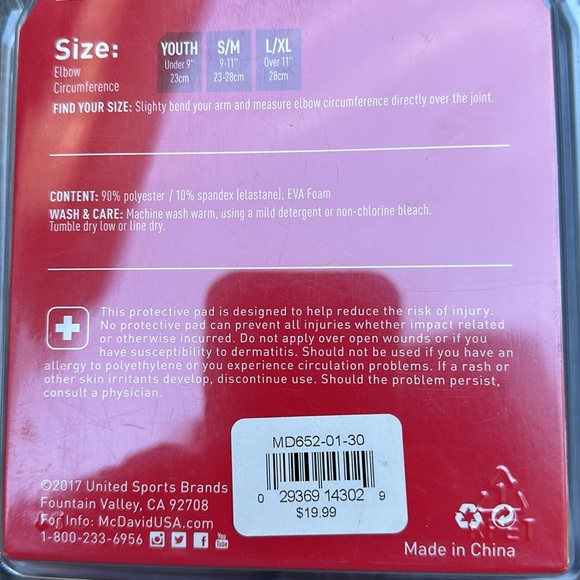 Size:
Elbow
Circumference
YOUTH
Under 9"
23cm
S/M
9-11"
23-28cm
L/XL
Over 11"
28cm
FIND YOUR SIZE: Slighty bend your arm and measure elbow circumference directly over the joint.
CONTENT: 90% polyester / 10% spandex (elastane); EVA Foam
WASH & CARE: Machine wash warm, using a mild detergent or non-chlorine bleach.
Tumble dry low or line dry.
This protective pad is designed to help reduce the risk of injury.
No protective pad can prevent all injuries whether impact related
or otherwise incurred. Do not apply over open wounds or if you
have susceptibility to dermatitis. Should not be used if you have an
allergy to polyethylene or you experience circulation problems. If a rash or
other skin irritants develop, discontinue use. Should the problem persist,
consult a physician.
MD652-01-30
0 29369 14302 9
$19.99
©2017 United Sports Brands
Fountain Valley, CA 92708
For Info: McDavidUSA.com
1-800-233-6956
You
Tube
Made in China